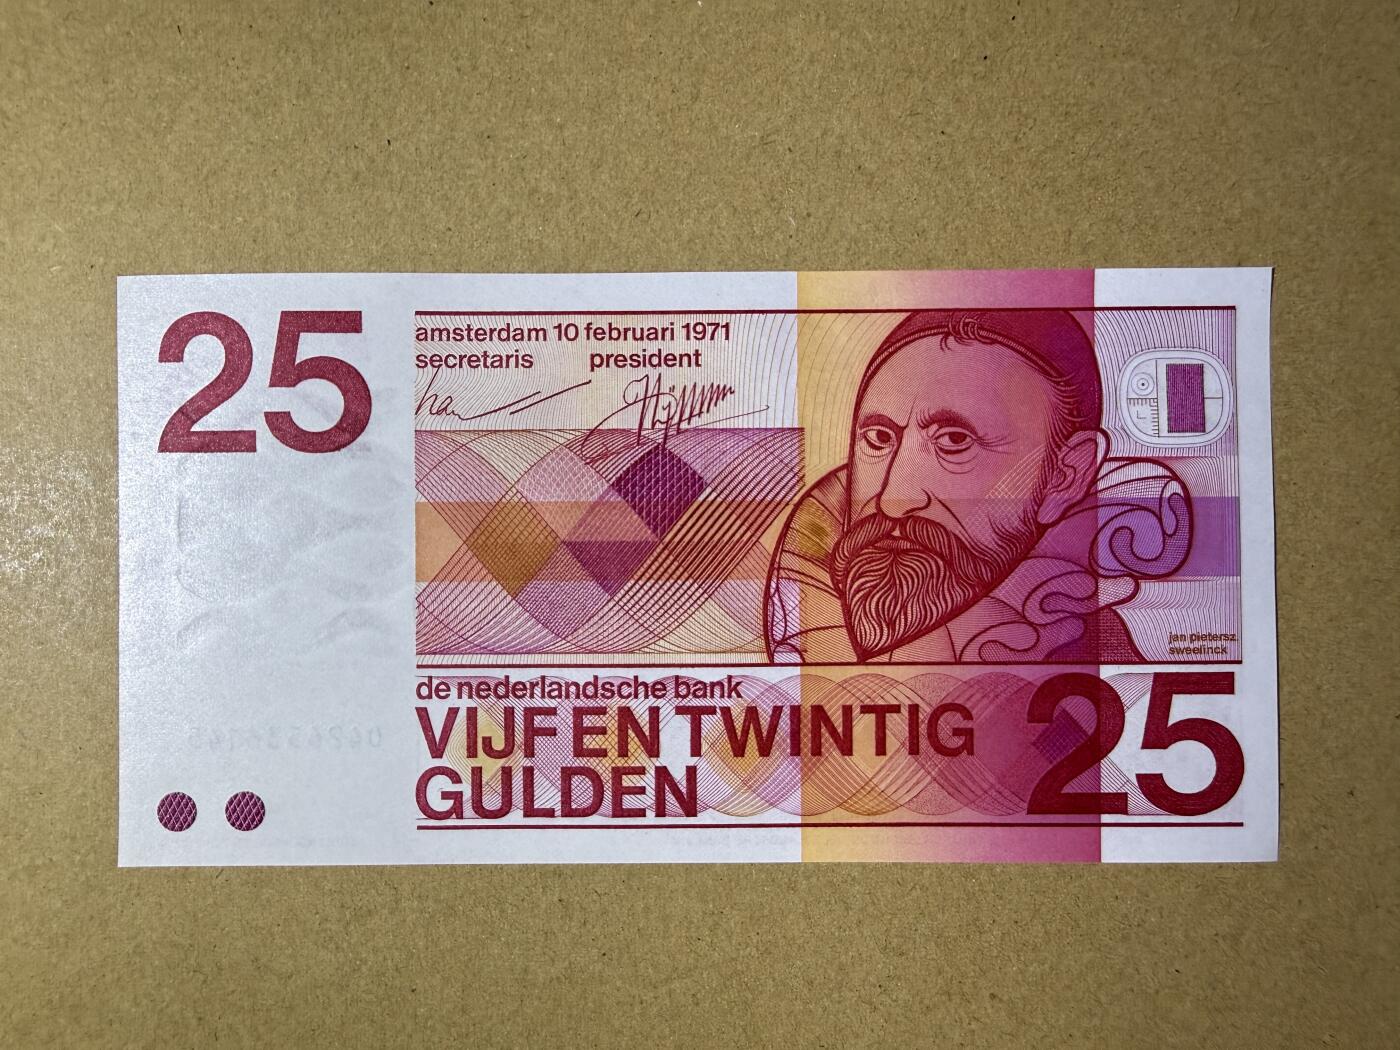 25
amsterdam 10 februari 1971
secretaris president
jan pietersz.
sweelinck
de nederlandsche bank
VIJF EN TWINTIG
GULDEN
25